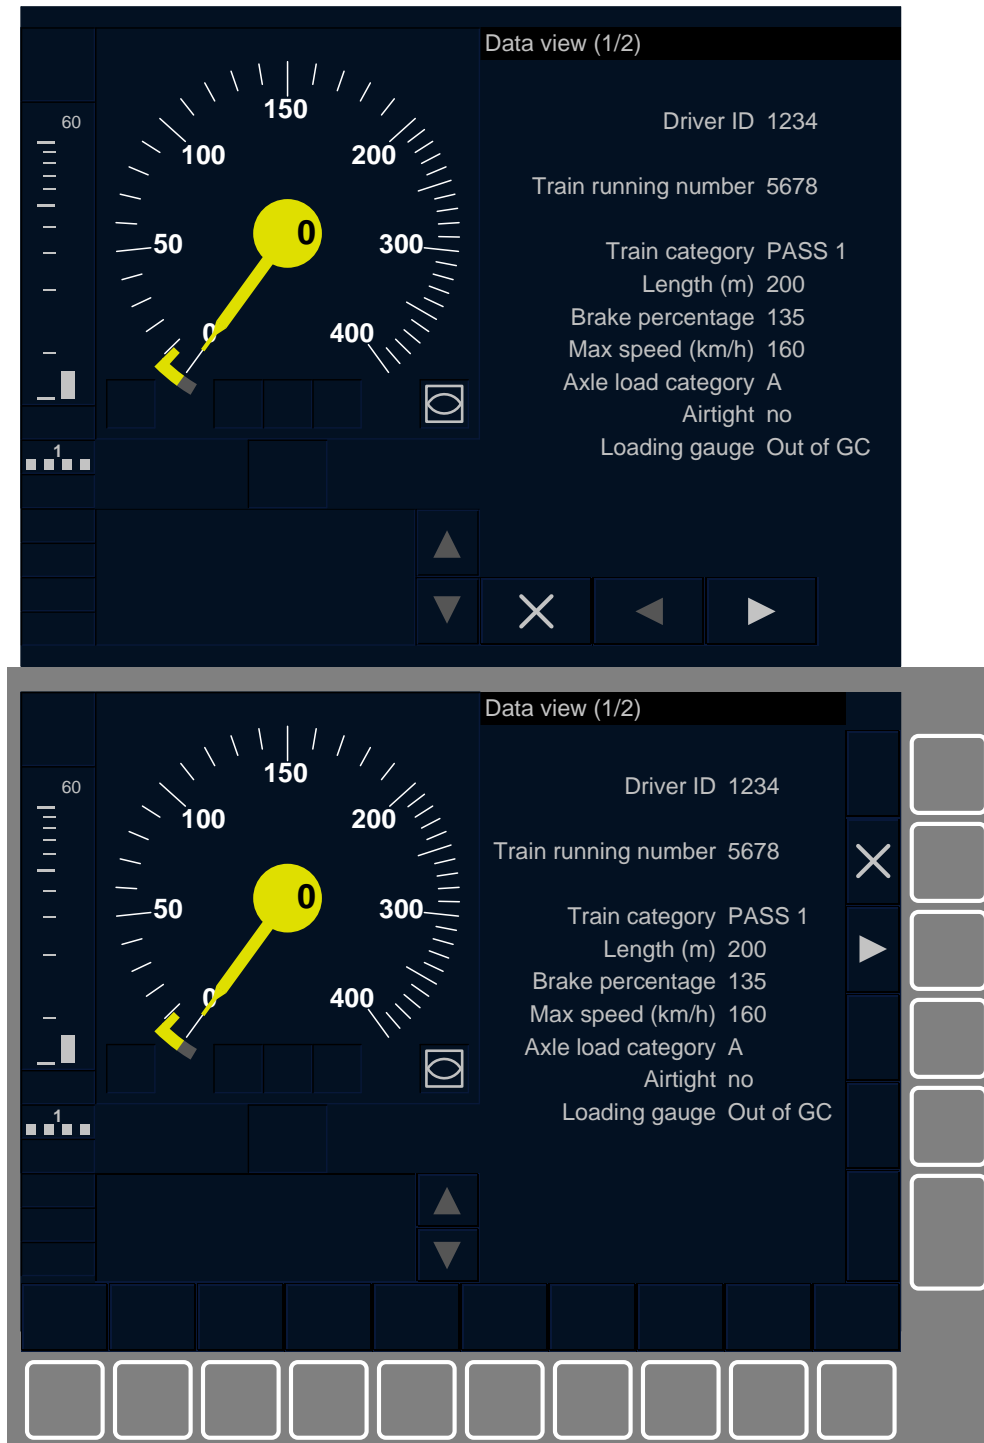 Data view (1/2)
60
150
100
200
50
0
300
0
400
1
Driver ID 1234
Train running number 5678
Train category PASS 1
Length (m) 200
Brake percentage 135
Max speed (km/h) 160
Axle load category A
Airtight no
Loading gauge Out of GC
Data view (1/2)
60
150
100
200
50
0
300
0
400
1
Driver ID 1234
Train running number 5678
Train category PASS 1
Length (m) 200
Brake percentage 135
Max speed (km/h) 160
Axle load category A
Airtight no
Loading gauge Out of GC